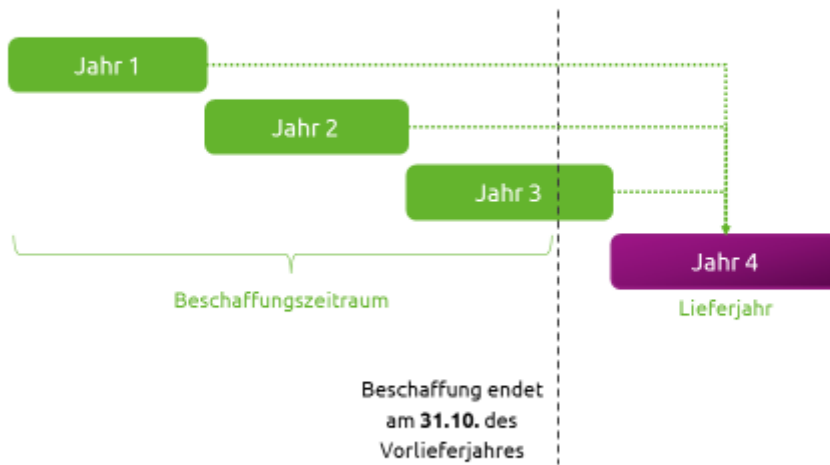 Jahr 1
Jahr 2
Jahr 3
Jahr 4
Beschaffungszeitraum
Lieferjahr
Beschaffung endet
am 31.10. des
Vorlieferjahres